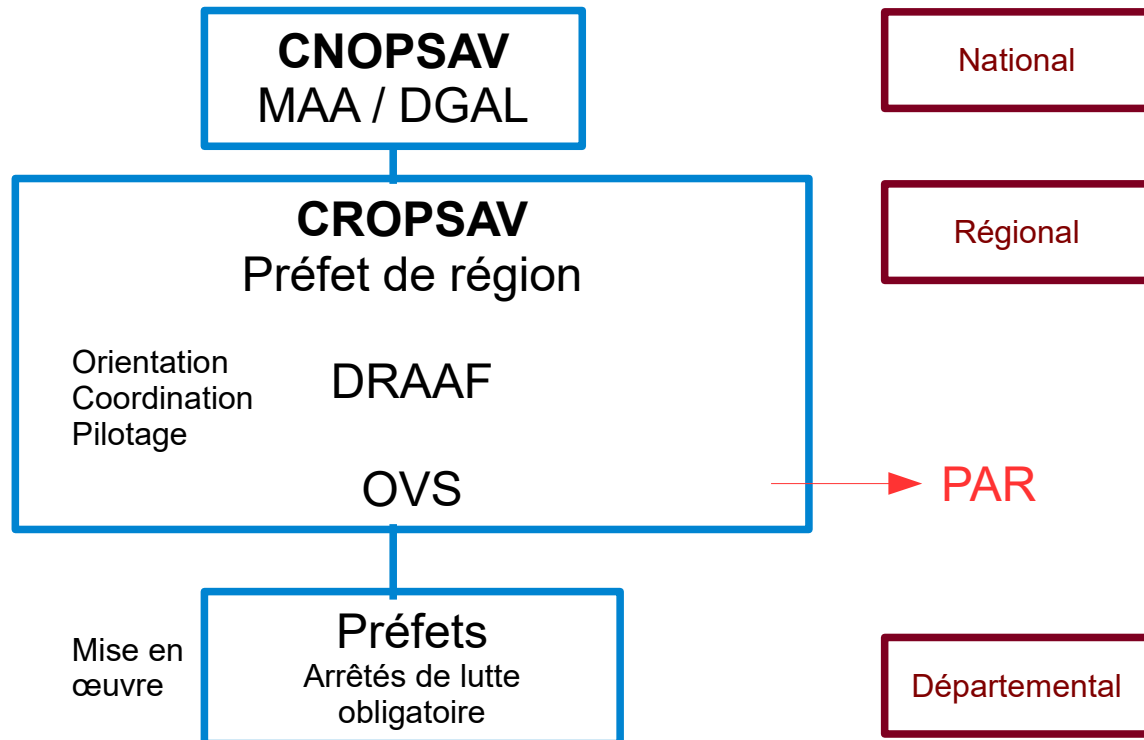 CNOPSAV
MAA / DGAL
National
CROPSAV
Préfet de région
Régional
Orientation
Coordination
Pilotage
DRAAF
OVS
PAR
Préfets
Arrêtés de lutte
obligatoire
Mise en
œuvre
Départemental